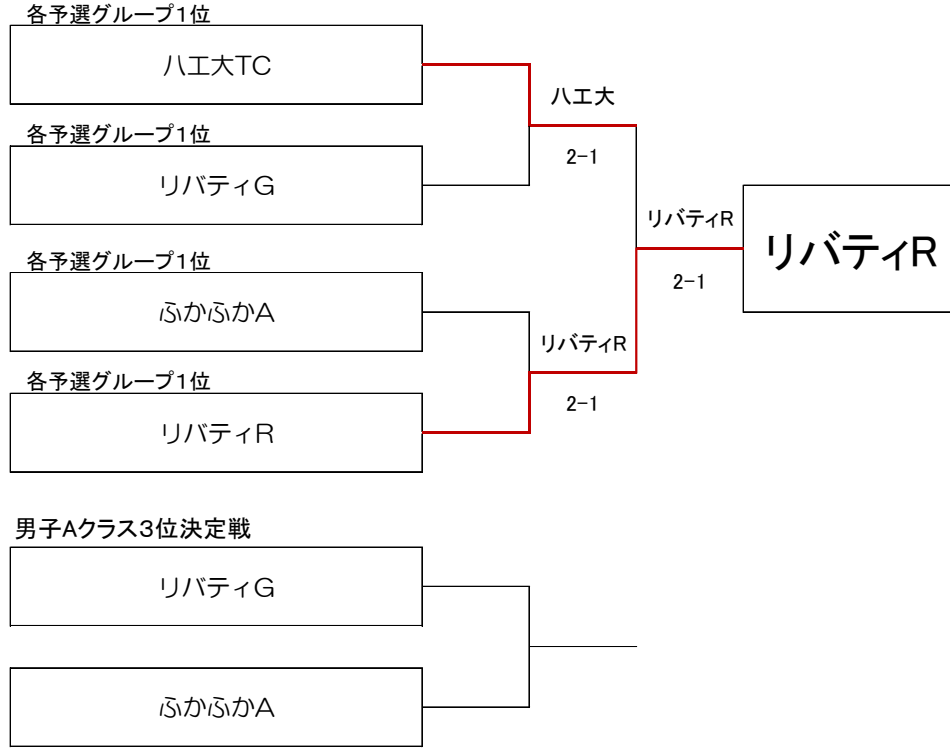 各予選グループ1位
八工大TC
八工大
各予選グループ1位
2-1
リバティG
リバティR
リバティR
各予選グループ1位
2-1
ふかふかA
リバティR
各予選グループ1位
2-1
リバティR
男子Aクラス3位決定戦
リバティG
ふかふかA